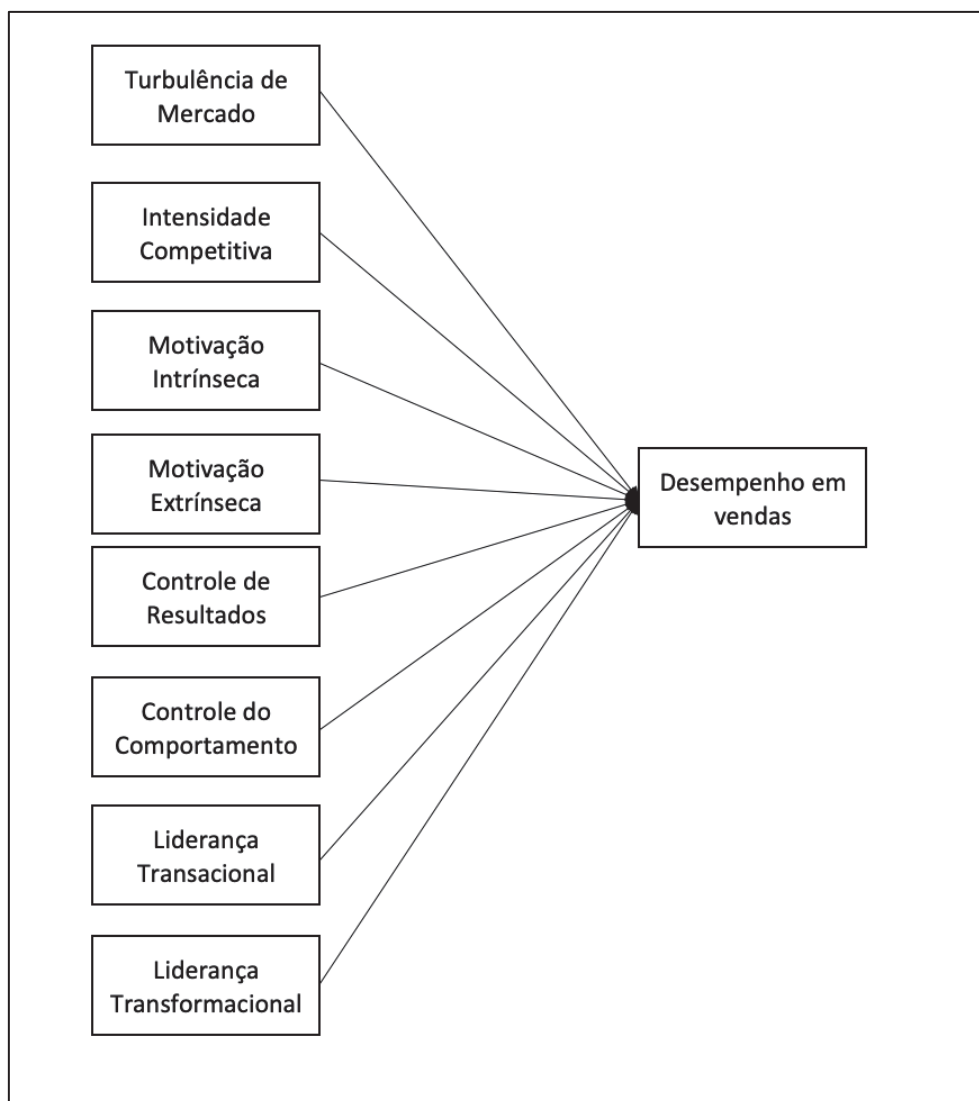 Turbulência de
Mercado
Intensidade
Competitiva
Motivação
Intrínseca
Motivação
Extrínseca
Desempenho em
vendas
Controle de
Resultados
Controle do
Comportamento
Liderança
Transacional
Liderança
Transformacional